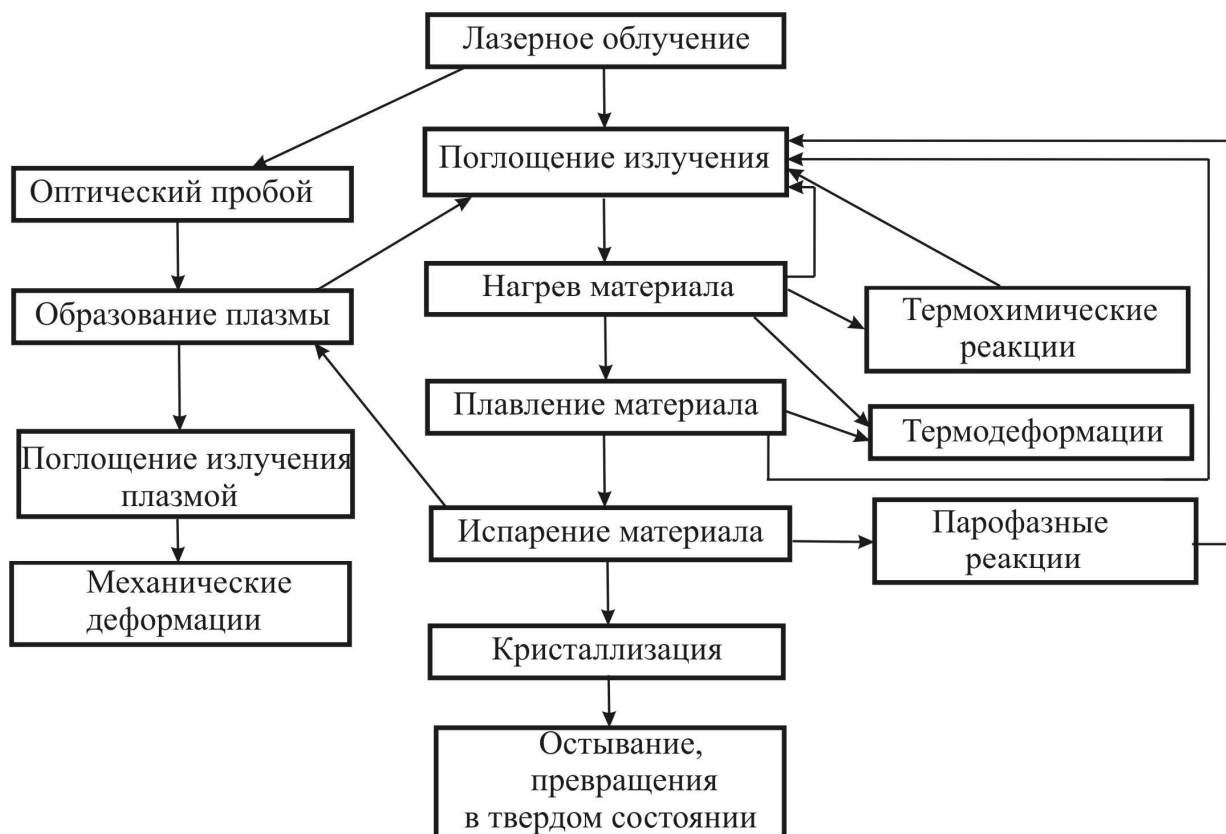 Лазерное облучение
Поглощение излучения
Оптический пробой
Нагрев материала
Образование плазмы
Термохимические
реакции
Плавление материала
Термодеформации
Поглощение излучения
плазмой
Испарение материала
Парофазные
реакции
Механические
деформации
Кристаллизация
Остывание,
превращения
в твердом состоянии